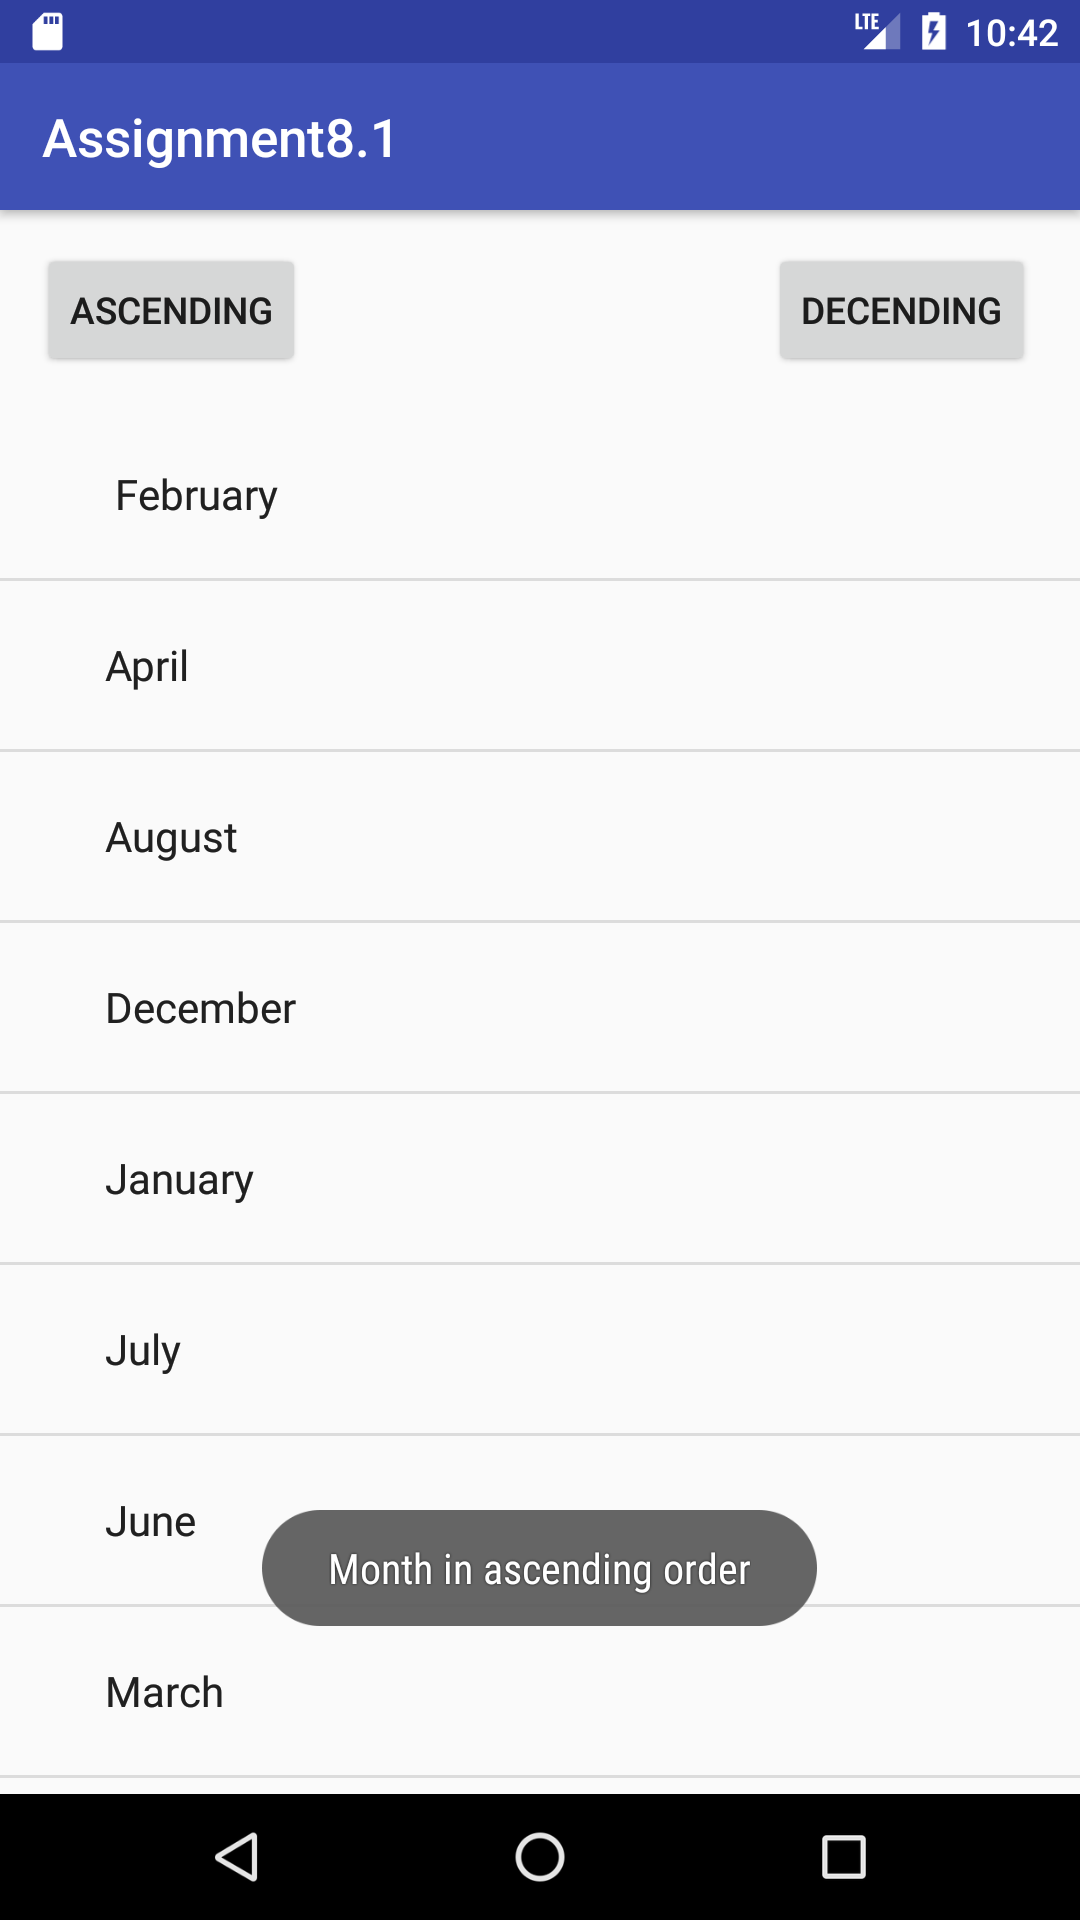 LTE 10:42
Assignment8.1
ASCENDING DECENDING
February
April
August
December
January
July
June
Month in ascending order
March